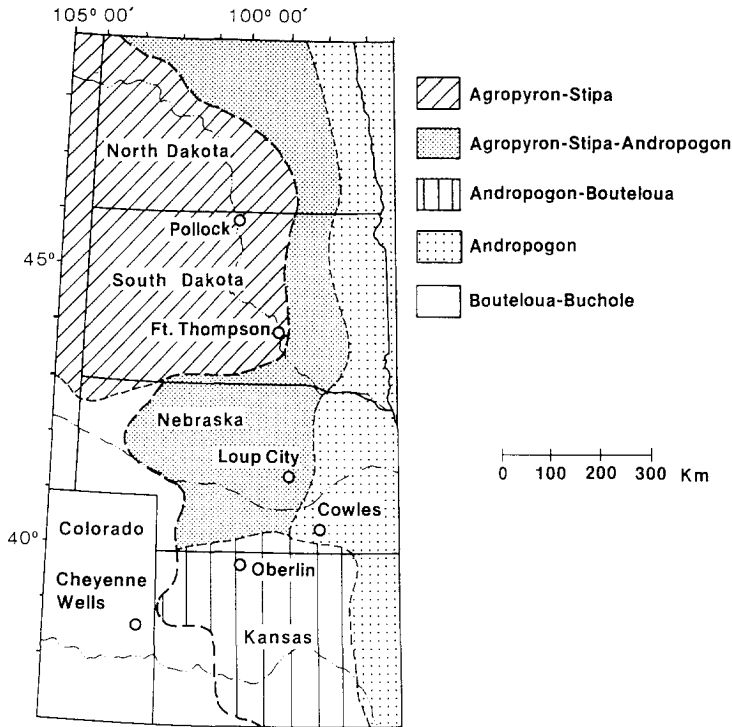 105° 00' 100° 00'
Agropyron-Stipa
Agropyron-Stipa-Andropogon
North Dakota
Andropogon-Bouteloua
Pollock
Andropogon
45°
South Dakota
Bouteloua-Buchole
Ft. Thompson
Nebraska
Loup City
0 100 200 300 Km
Cowles
Colorado
40°
Oberlin
Cheyenne
Wells
Kansas